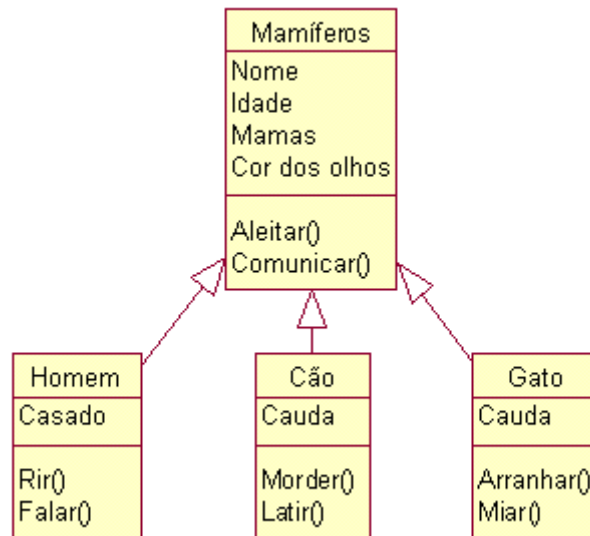 Mamíferos
Nome
Idade
Mamas
Cor dos olhos
Aleitar()
Comunicar()
Homem
Casado
Rir()
Falar()
Cão
Cauda
Morder()
Latir()
Gato
Cauda
Arranhar()
Miar()